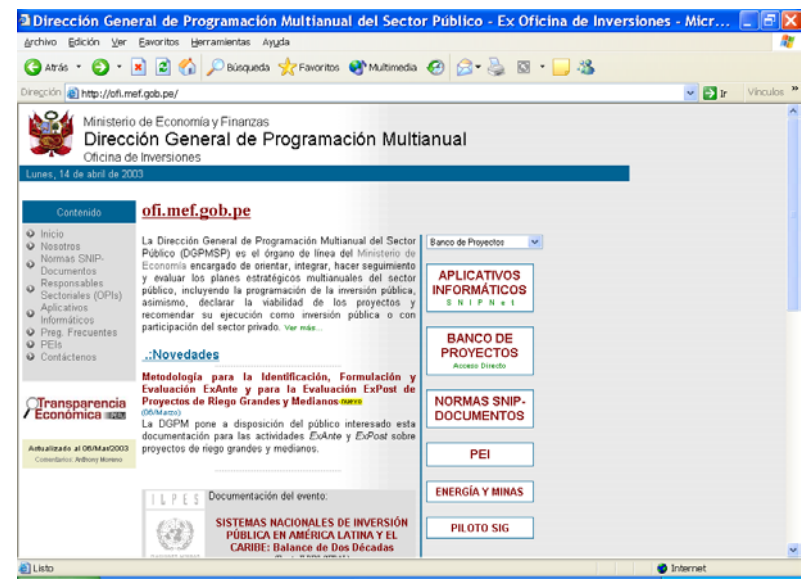 Dirección General de Programación Multianual del Sector Público - Ex Oficina de Inversiones - Micr...
Archivo Edición Ver Favoritos Herramientas Ayuda
Atrás Búsqueda Favoritos Multimedia
Dirección http://ofi.mef.gob.pe/ Ir Vínculos »
Ministerio de Economía y Finanzas
Dirección General de Programación Multianual
Oficina de Inversiones
Lunes, 14 de abril de 2003
Contenido
Inicio
Nosotros
Normas SNIP-
Documentos
Responsables
Sectoriales (OPIs)
Aplicativos
Informáticos
Preg. Frecuentes
PEIs
Contáctenos
Transparencia
Económica
Actualizado al 06/Mar/2003
Comentarios: Anthony Moreno
ofi.mef.gob.pe
La Dirección General de Programación Multianual del Sector
Público (DGPMSP) es el órgano de línea del Ministerio de
Economía encargado de orientar, integrar, hacer seguimiento
y evaluar los planes estratégicos multianuales del sector
público, incluyendo la programación de la inversión pública,
asimismo, declarar la viabilidad de los proyectos y
recomendar su ejecución como inversión pública o con
participación del sector privado. Ver más...
.:Novedades
Metodología para la Identificación, Formulación y
Evaluación ExAnte y para la Evaluación ExPost de
Proyectos de Riego Grandes y Medianos nuevo
(06/Marzo)
La DGPM pone a disposición del público interesado esta
documentación para las actividades ExAnte y ExPost sobre
proyectos de riego grandes y medianos.
ILPES
Documentación del evento:
SISTEMAS NACIONALES DE INVERSIÓN
PÚBLICA EN AMÉRICA LATINA Y EL
CARIBE: Balance de Dos Décadas
Banco de Proyectos
APLICATIVOS
INFORMÁTICOS
SNIPNet
BANCO DE
PROYECTOS
Acceso Directo
NORMAS SNIP-
DOCUMENTOS
PEI
ENERGÍA Y MINAS
PILOTO SIG
Listo Internet